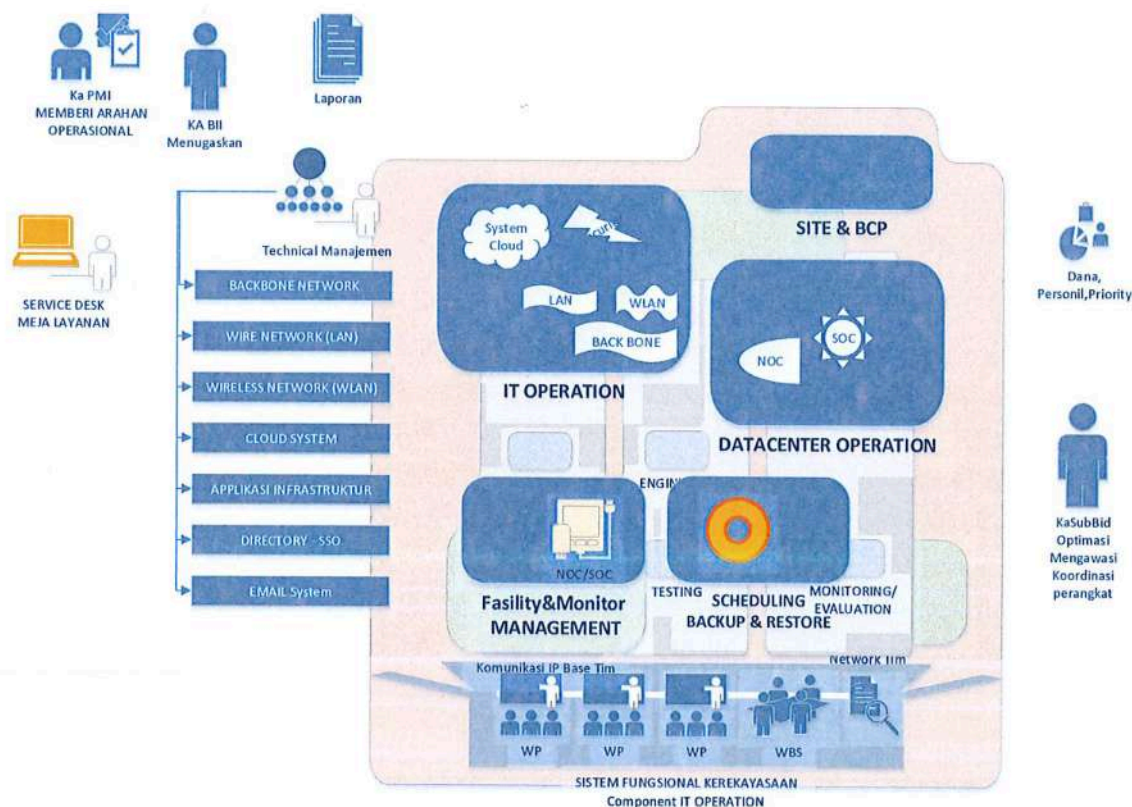 Ka PMI
MEMBERI ARAHAN
OPERASIONAL
KA BII
Menugaskan
Laporan
Technical Manajemen
SERVICE DESK
MEJA LAYANAN
BACKBONE NETWORK
WIRE NETWORK (LAN)
WIRELESS NETWORK (WLAN)
CLOUD SYSTEM
APPLIKASI INFRASTRUKTUR
DIRECTORY - SSO
EMAIL System
System
Cloud
LAN
WLAN
BACK BONE
IT OPERATION
SITE & BCP
NOC
SOC
DATACENTER OPERATION
Dana,
Personil,Priority
KaSubBid
Optimasi
Mengawasi
Koordinasi
perangkat
NOC/SOC
Fasility&Monitor
MANAGEMENT
TESTING
SCHEDULING
BACKUP & RESTORE
MONITORING/
EVALUATION
Komunikasi IP Base Tim
Network Tim
WP
WP
WP
WBS
SISTEM FUNGSIONAL KEREKAYASAAN
Component IT OPERATION